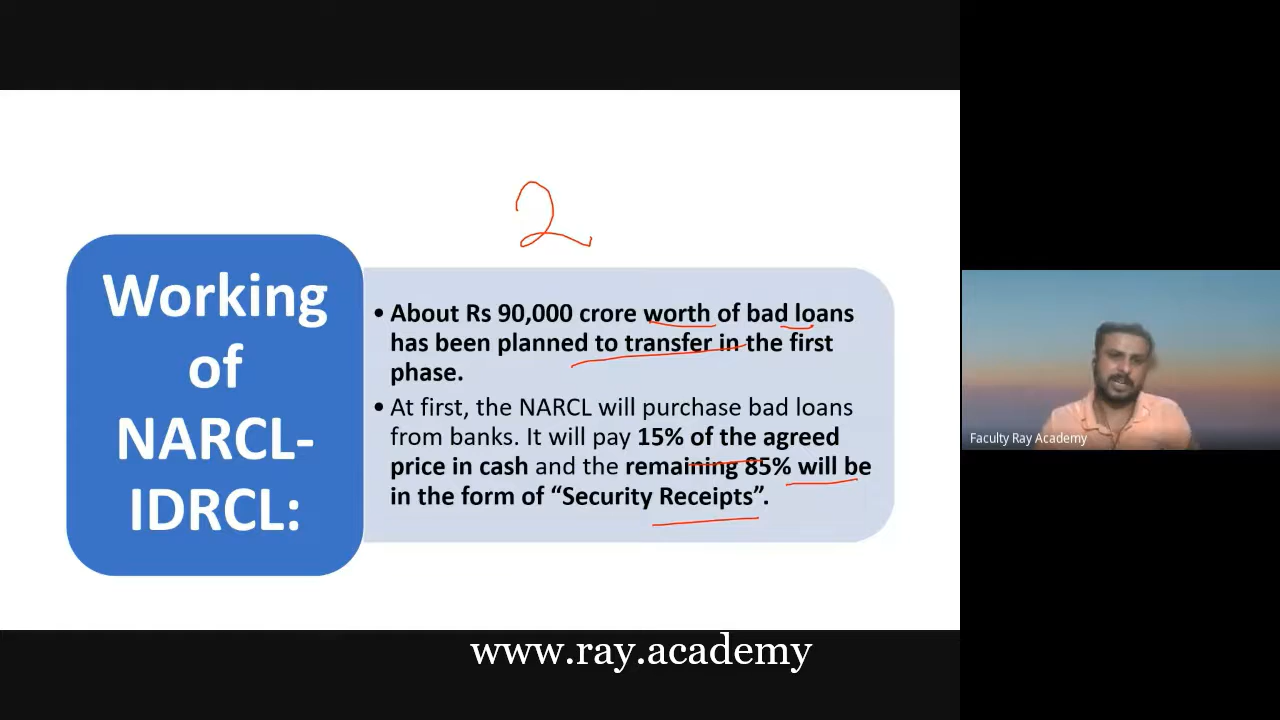 2
Working
of
NARCL-
IDRCL:
• About Rs 90,000 crore worth of bad loans
has been planned to transfer in the first
phase.
• At first, the NARCL will purchase bad loans
from banks. It will pay 15% of the agreed
price in cash and the remaining 85% will be
in the form of “Security Receipts”.
Faculty Ray Academy
www.ray.academy